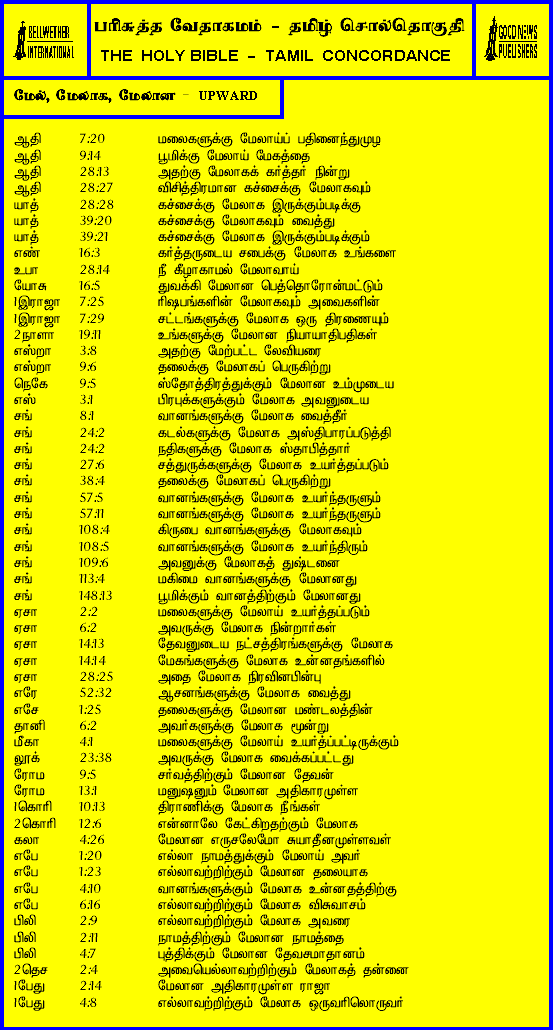 BELLWETHER
INTERNATIONAL
பரிசுத்த வேதாகமம் - தமிழ் சொல்தொகுதி
THE HOLY BIBLE - TAMIL CONCORDANCE
GOOD NEWS
PUBLISHERS
மேல், மேலாக, மேலான - UPWARD
ஆதி 7:20 மலைகளுக்கு மேலாய்ப் பதினைந்துமுழ
ஆதி 9:14 பூமிக்கு மேலாய் மேகத்தை
ஆதி 28:13 அதற்கு மேலாகக் கர்த்தர் நின்று
ஆதி 28:27 விசித்திரமான கச்சைக்கு மேலாகவும்
யாத் 28:28 கச்சைக்கு மேலாக இருக்கும்படிக்கு
யாத் 39:20 கச்சைக்கு மேலாகவும் வைத்து
யாத் 39:21 கச்சைக்கு மேலாக இருக்கும்படிக்கும்
எண் 16:3 கர்த்தருடைய சபைக்கு மேலாக உங்களை
உபா 28:14 நீ கீழாகாமல் மேலாவாய்
யோசு 16:5 துவக்கி மேலான பெத்தொரோன்மட்டும்
1இராஜா 7:25 ரிஷபங்களின் மேலாகவும் அவைகளின்
1இராஜா 7:29 சட்டங்களுக்கு மேலாக ஒரு திரணையும்
2நாளா 19:11 உங்களுக்கு மேலான நியாயாதிபதிகள்
எஸ்றா 3:8 அதற்கு மேற்பட்ட லேவியரை
எஸ்றா 9:6 தலைக்கு மேலாகப் பெருகிற்று
நெகே 9:5 ஸ்தோத்திரத்துக்கும் மேலான உம்முடைய
எஸ் 3:1 பிரபுக்களுக்கும் மேலாக அவனுடைய
சங் 8:1 வானங்களுக்கு மேலாக வைத்தீர்
சங் 24:2 கடல்களுக்கு மேலாக அஸ்திபாரப்படுத்தி
சங் 24:2 நதிகளுக்கு மேலாக ஸ்தாபித்தார்
சங் 27:6 சத்துருக்களுக்கு மேலாக உயர்த்தப்படும்
சங் 38:4 தலைக்கு மேலாகப் பெருகிற்று
சங் 57:5 வானங்களுக்கு மேலாக உயர்ந்தருளும்
சங் 57:11 வானங்களுக்கு மேலாக உயர்ந்தருளும்
சங் 108:4 கிருபை வானங்களுக்கு மேலாகவும்
சங் 108:5 வானங்களுக்கு மேலாக உயர்ந்திரும்
சங் 109:6 அவனுக்கு மேலாகத் துஷ்டனை
சங் 113:4 மகிமை வானங்களுக்கு மேலானது
சங் 148:13 பூமிக்கும் வானத்திற்கும் மேலானது
ஏசா 2:2 மலைகளுக்கு மேலாய் உயர்த்தப்படும்
ஏசா 6:2 அவருக்கு மேலாக நின்றார்கள்
ஏசா 14:13 தேவனுடைய நட்சத்திரங்களுக்கு மேலாக
ஏசா 14:14 மேகங்களுக்கு மேலாக உன்னதங்களில்
ஏசா 28:25 அதை மேலாக நிரவினபின்பு
எரே 52:32 ஆசனங்களுக்கு மேலாக வைத்து
எசே 1:25 தலைகளுக்கு மேலான மண்டலத்தின்
தானி 6:2 அவர்களுக்கு மேலாக மூன்று
மீகா 4:1 மலைகளுக்கு மேலாய் உயர்த்ப்பட்டிருக்கும்
லூக் 23:38 அவருக்கு மேலாக வைக்கப்பட்டது
ரோம 9:5 சர்வத்திற்கும் மேலான தேவன்
ரோம 13:1 மனுஷனும் மேலான அதிகாரமுள்ள
1கொரி 10:13 திராணிக்கு மேலாக நீங்கள்
2கொரி 12:6 என்னாலே கேட்கிறதற்கும் மேலாக
கலா 4:26 மேலான எருசலேமோ சுயாதீனமுள்ளவள்
எபே 1:20 எல்லா நாமத்துக்கும் மேலாய் அவர்
எபே 1:23 எல்லாவற்றிற்கும் மேலான தலையாக
எபே 4:10 வானங்களுக்கும் மேலாக உன்னதத்திற்கு
எபே 6:16 எல்லாவற்றிற்கும் மேலாக விசுவாசம்
பிலி 2:9 எல்லாவற்றிற்கும் மேலாக அவரை
பிலி 2:11 நாமத்திற்கும் மேலான நாமத்தை
பிலி 4:7 புத்திக்கும் மேலான தேவசமாதானம்
2தெச 2:4 அவையெல்லாவற்றிற்கும் மேலாகத் தன்னை
1பேது 2:14 மேலான அதிகாரமுள்ள ராஜா
1பேது 4:8 எல்லாவற்றிற்கும் மேலாக ஒருவரிலொருவர்